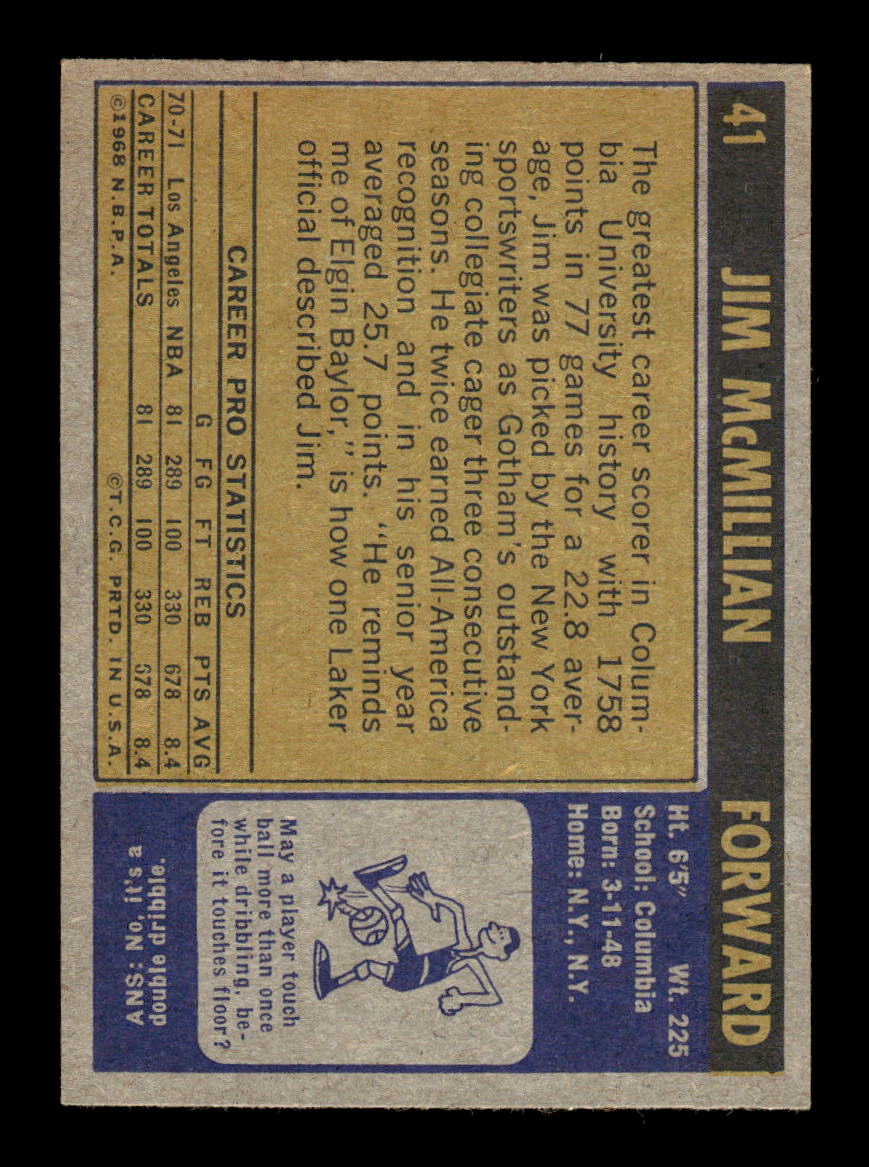 41 JIM McMILLIAN FORWARD
The greatest career scorer in Colum-
bia University history with 1758
points in 77 games for a 22.8 aver-
age, Jim was picked by the New York
sportswriters as Gotham's outstand-
ing collegiate cager three consecutive
seasons. He twice earned All-America
recognition and in his senior year
averaged 25.7 points. "He reminds
me of Elgin Baylor," is how one Laker
official described Jim.
CAREER PRO STATISTICS
G FG FT REB PTS AVG
70-71 Los Angeles NBA 81 289 100 330 678 8.4
CAREER TOTALS 81 289 100 330 678 8.4
©1968 N.B.P.A. ©T.C.G. PRTD. IN U.S.A.
Ht. 6'5" Wt. 225
School: Columbia
Born: 3-11-48
Home: N.Y., N.Y.
May a player touch
ball more than once
while dribbling, be-
fore it touches floor?
ANS: No, it's a
double dribble.